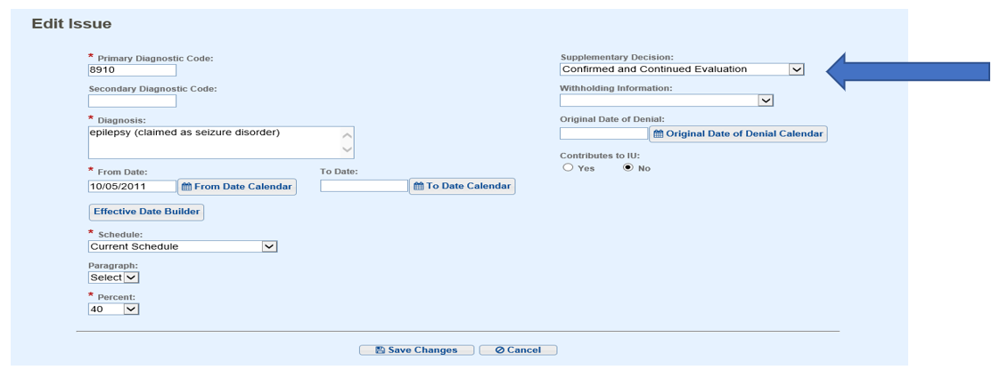 Edit Issue
* Primary Diagnostic Code:
8910
Secondary Diagnostic Code:
* Diagnosis:
epilepsy (claimed as seizure disorder)
* From Date:
To Date:
10/05/2011
From Date Calendar
To Date Calendar
Effective Date Builder
* Schedule:
Current Schedule
Paragraph:
Select
* Percent:
40
Supplementary Decision:
Confirmed and Continued Evaluation
Withholding Information:
Original Date of Denial:
Original Date of Denial Calendar
Contributes to IU:
Yes No
Save Changes Cancel